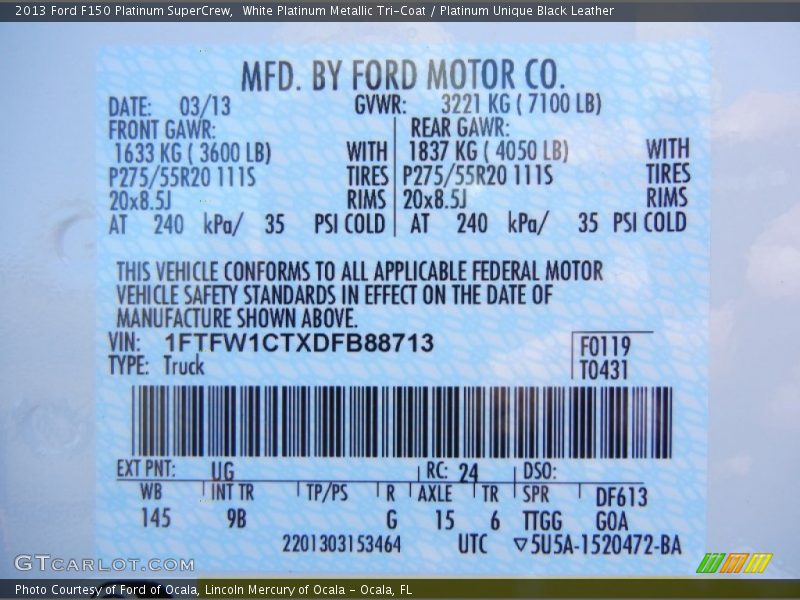 2013 Ford F150 Platinum SuperCrew, White Platinum Metallic Tri-Coat / Platinum Unique Black Leather
MFD. BY FORD MOTOR CO.
DATE: 03/13 GVWR: 3221 KG ( 7100 LB)
FRONT GAWR: REAR GAWR:
1633 KG ( 3600 LB) WITH 1837 KG ( 4050 LB) WITH
P275/55R20 111S TIRES P275/55R20 111S TIRES
20x8.5J RIMS 20x8.5J RIMS
AT 240 kPa/ 35 PSI COLD AT 240 kPa/ 35 PSI COLD
THIS VEHICLE CONFORMS TO ALL APPLICABLE FEDERAL MOTOR
VEHICLE SAFETY STANDARDS IN EFFECT ON THE DATE OF
MANUFACTURE SHOWN ABOVE.
VIN: 1FTFW1CTXDFB88713 F0119
TYPE: Truck T0431
EXT PNT: UG RC: 24 DSO:
WB INT TR TP/PS R AXLE TR SPR DF613
145 9B G 15 6 TTGG GOA
2201303153464 UTC ▽5U5A-1520472-BA
GTCARLOT.COM
Photo Courtesy of Ford of Ocala, Lincoln Mercury of Ocala - Ocala, FL